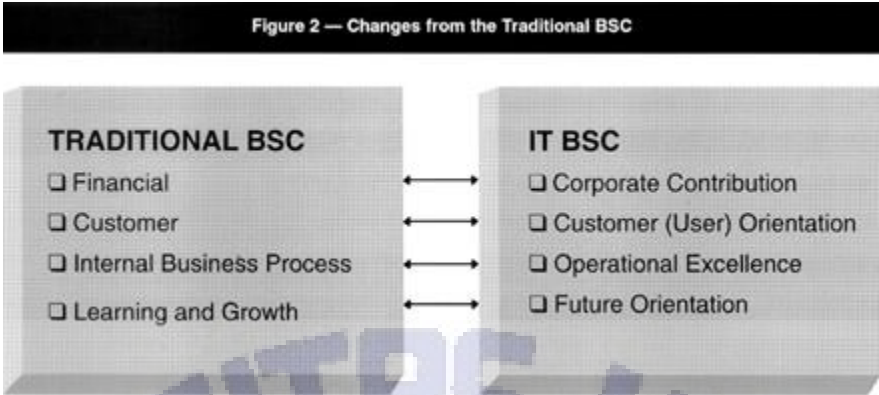 Figure 2 — Changes from the Traditional BSC
TRADITIONAL BSC
❑ Financial
❑ Customer
❑ Internal Business Process
❑ Learning and Growth
IT BSC
❑ Corporate Contribution
❑ Customer (User) Orientation
❑ Operational Excellence
❑ Future Orientation